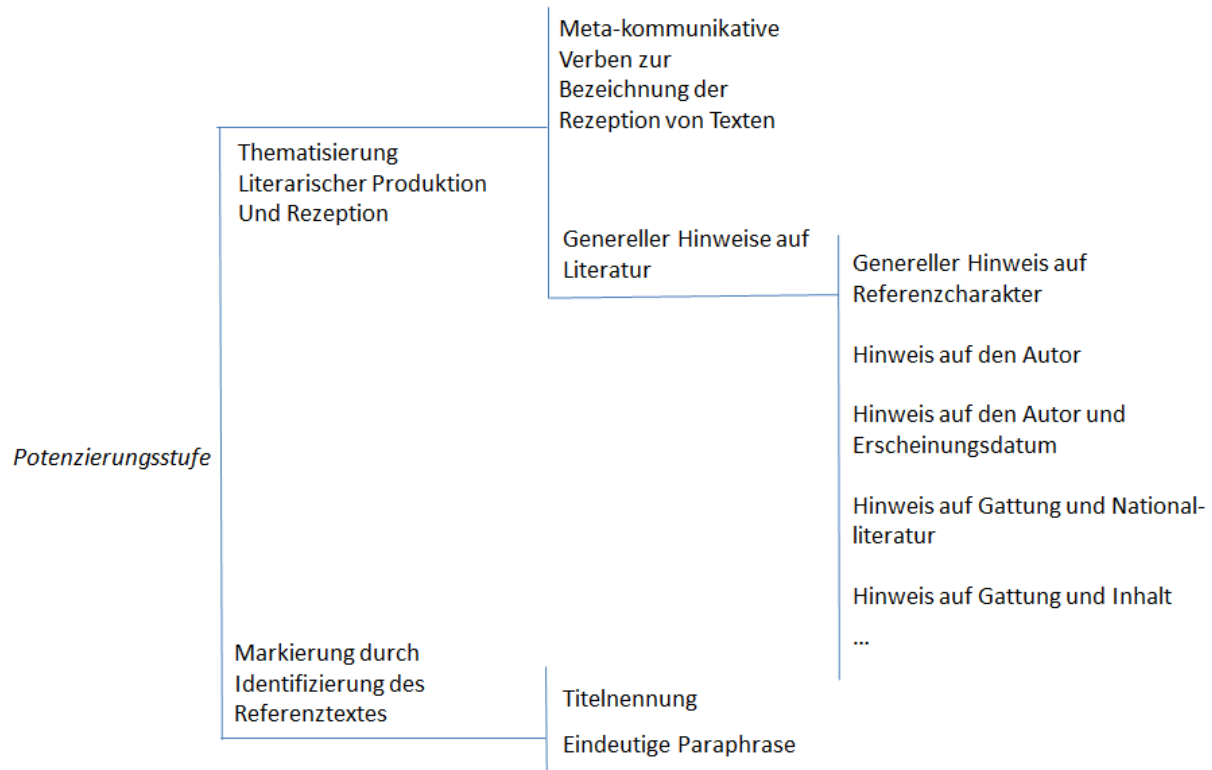 Meta-kommunikative
Verben zur
Bezeichnung der
Rezeption von Texten
Thematisierung
Literarischer Produktion
Und Rezeption
Genereller Hinweise auf
Literatur
Genereller Hinweis auf
Referenzcharakter
Hinweis auf den Autor
Hinweis auf den Autor und
Erscheinungsdatum
Potenzierungsstufe
Hinweis auf Gattung und National-
literatur
Hinweis auf Gattung und Inhalt
...
Markierung durch
Identifizierung des
Referenztextes
Titelnennung
Eindeutige Paraphrase